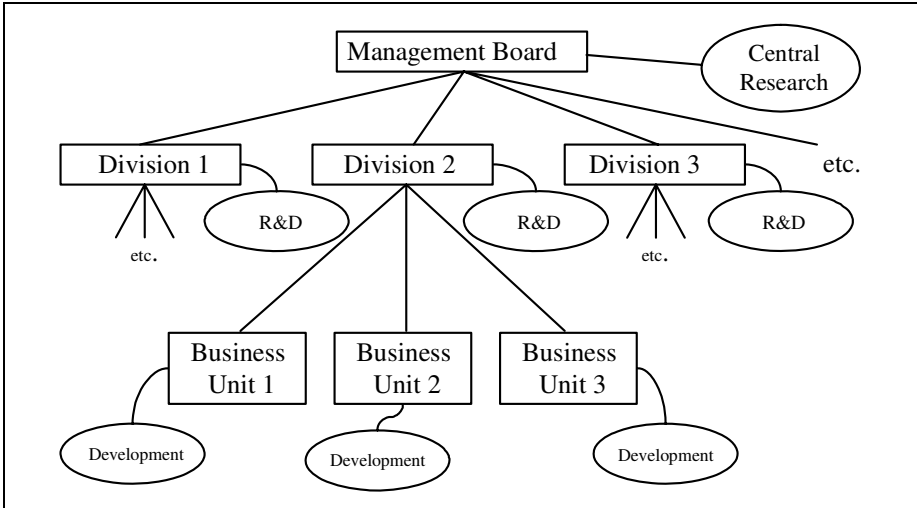 Management Board
Central
Research
Division 1
Division 2
Division 3
etc.
R&D
R&D
R&D
etc.
etc.
Business
Unit 1
Business
Unit 2
Business
Unit 3
Development
Development
Development